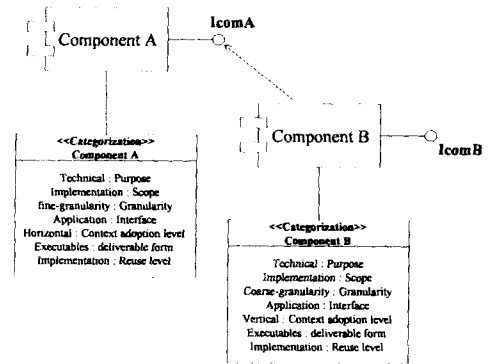 IcomA
Component A
Component B
IcomB
<<Categorization>>
Component A
Technical : Purpose
Implementation : Scope
fine-granularity : Granularity
Application : Interface
Horizontal : Context adoption level
Executables : deliverable form
Implementation : Reuse level
<<Categorization>>
Component B
Technical : Purpose
Implementation : Scope
Coarse-granularity : Granularity
Application : Interface
Vertical : Context adoption level
Executables : deliverable form
Implementation : Reuse level